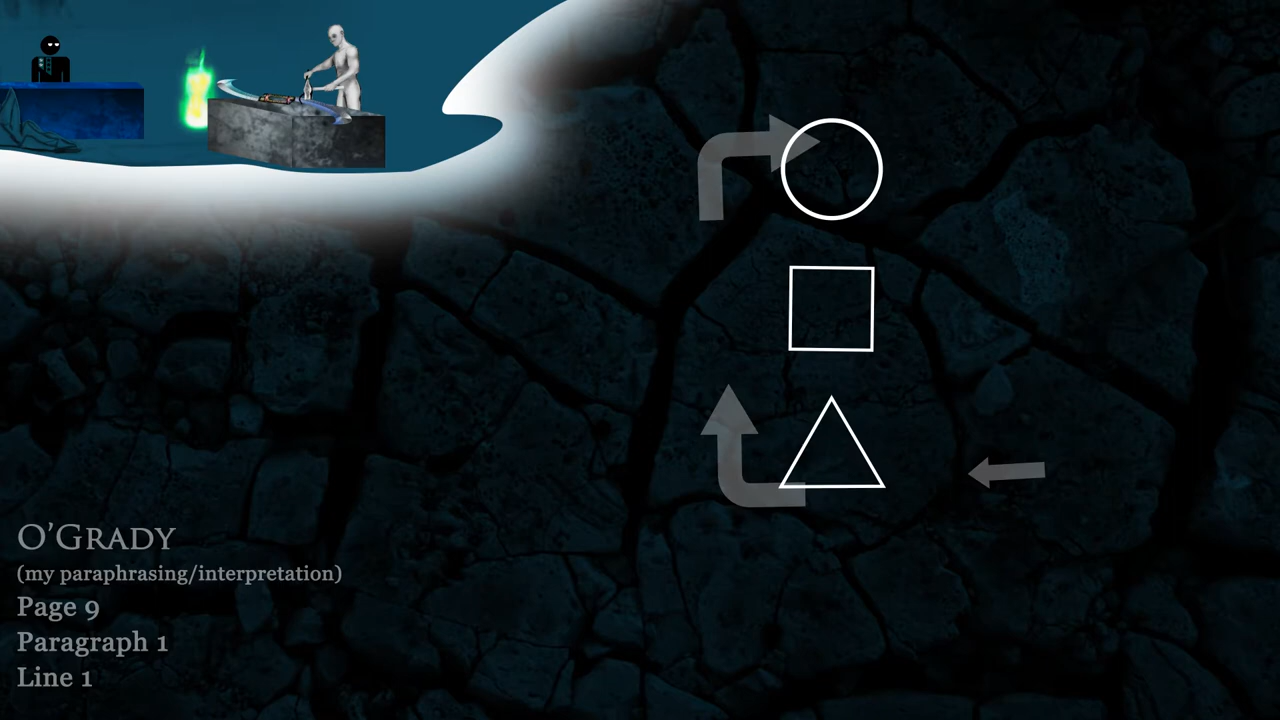 O'GRADY
(my paraphrasing/interpretation)
Page 9
Paragraph 1
Line 1